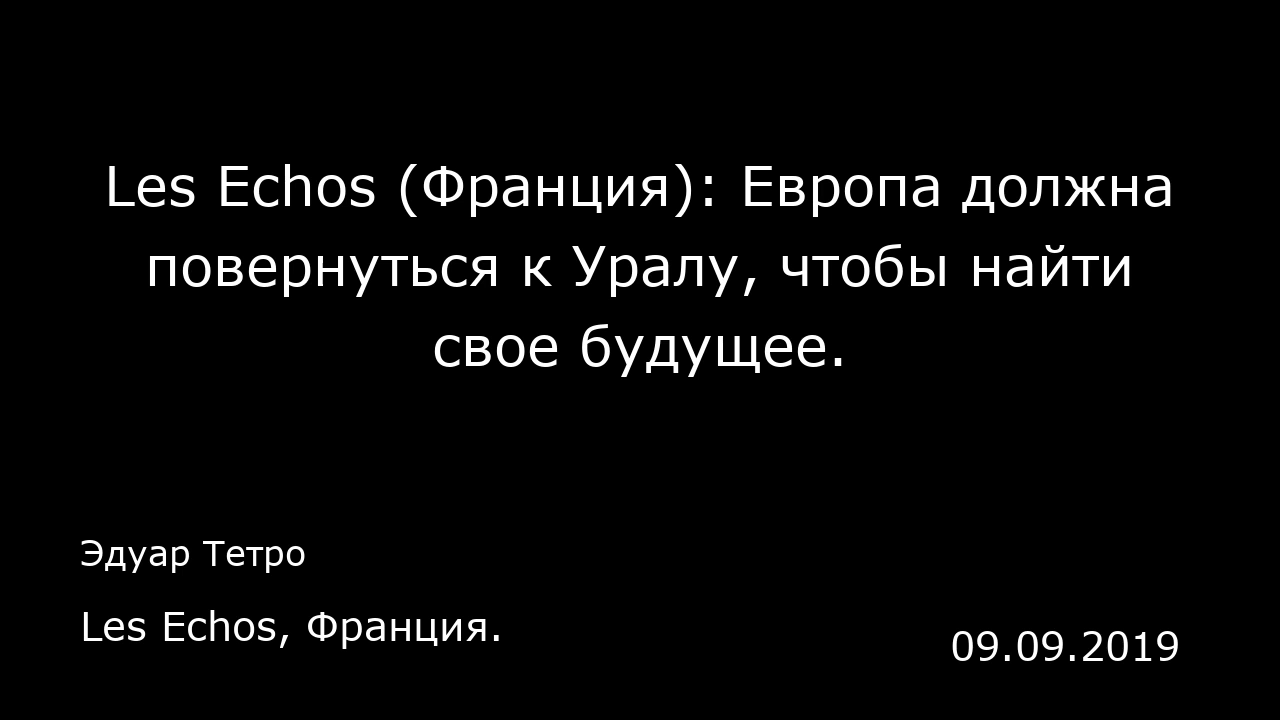 Les Echos (Франция): Европа должна
повернуться к Уралу, чтобы найти
свое будущее.
Эдуар Тетро
Les Echos, Франция.
09.09.2019